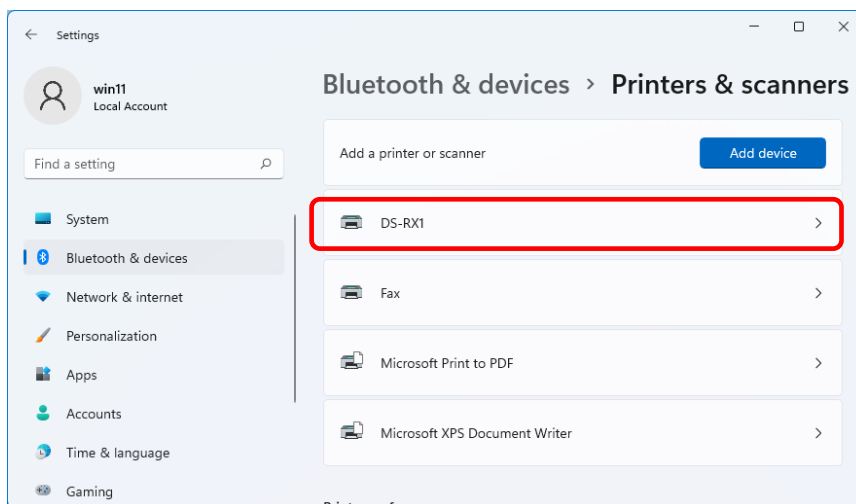 Settings
win11
Local Account
Find a setting
System
Bluetooth & devices
Network & internet
Personalization
Apps
Accounts
Time & language
Gaming
Bluetooth & devices > Printers & scanners
Add a printer or scanner
Add device
DS-RX1
Fax
Microsoft Print to PDF
Microsoft XPS Document Writer